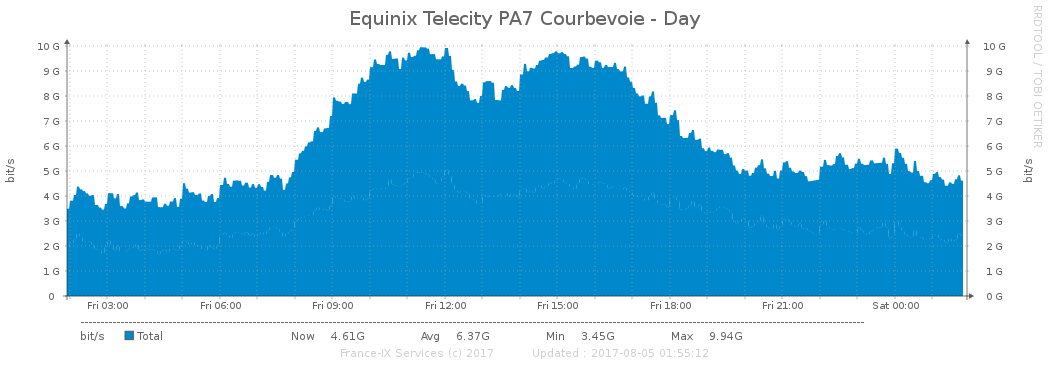 Equinix Telecity PA7 Courbevoie - Day
RRDTOOL / TOBI OETIKER
bit/s
10 G 10 G
9 G 9 G
8 G 8 G
7 G 7 G
6 G 6 G
5 G 5 G
4 G 4 G
3 G 3 G
2 G 2 G
1 G 1 G
0 0 G
bit/s
Fri 03:00 Fri 06:00 Fri 09:00 Fri 12:00 Fri 15:00 Fri 18:00 Fri 21:00 Sat 00:00
bit/s Total Now 4.61G Avg 6.37G Min 3.45G Max 9.94G
France-IX Services (c) 2017 Updated : 2017-08-05 01:55:12